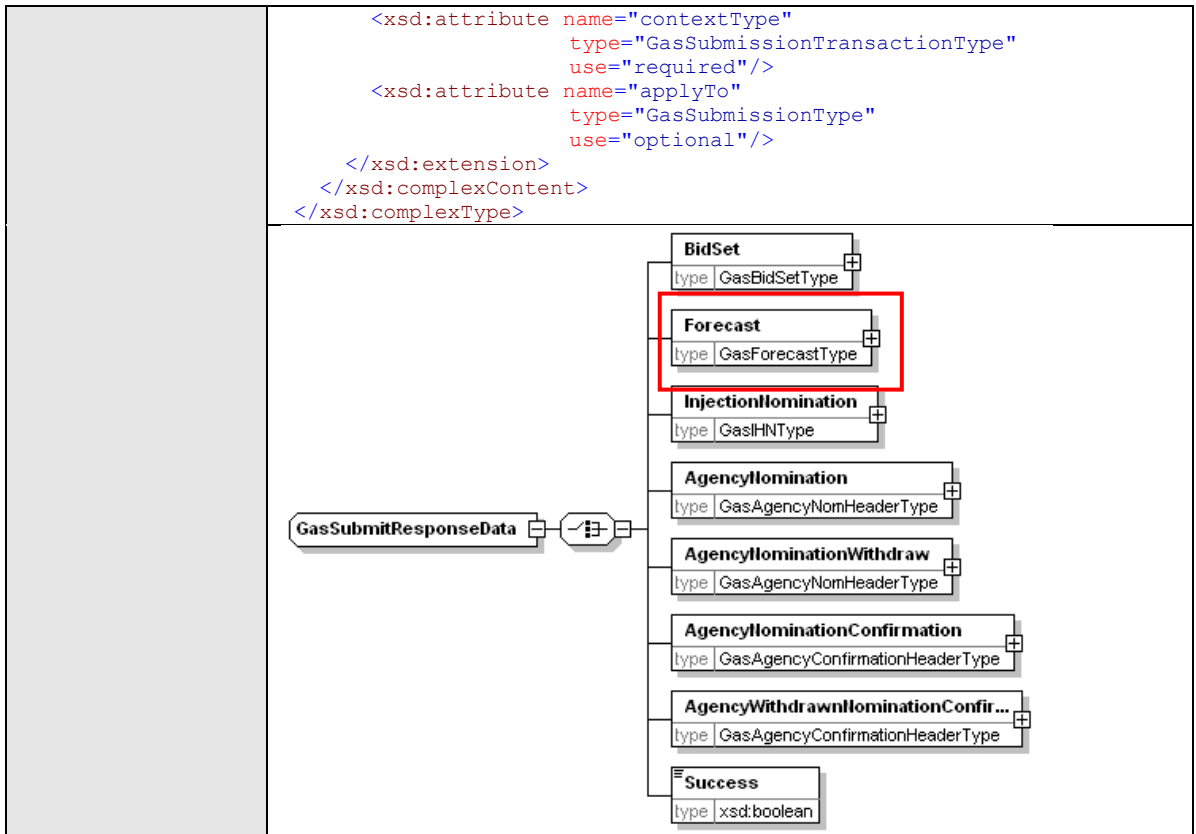 <xsd:attribute name="contextType"
type="GasSubmissionTransactionType"
use="required"/>
<xsd:attribute name="applyTo"
type="GasSubmissionType"
use="optional"/>
</xsd:extension>
</xsd:complexContent>
</xsd:complexType>
BidSet
type GasBidSetType
Forecast
type GasForecastType
InjectionNomination
type GasIHNType
AgencyNomination
type GasAgencyNomHeaderType
GasSubmitResponseData
AgencyNominationWithdraw
type GasAgencyNomHeaderType
AgencyNominationConfirmation
type GasAgencyConfirmationHeaderType
AgencyWithdrawnNominationConfir...
type GasAgencyConfirmationHeaderType
Success
type xsd:boolean